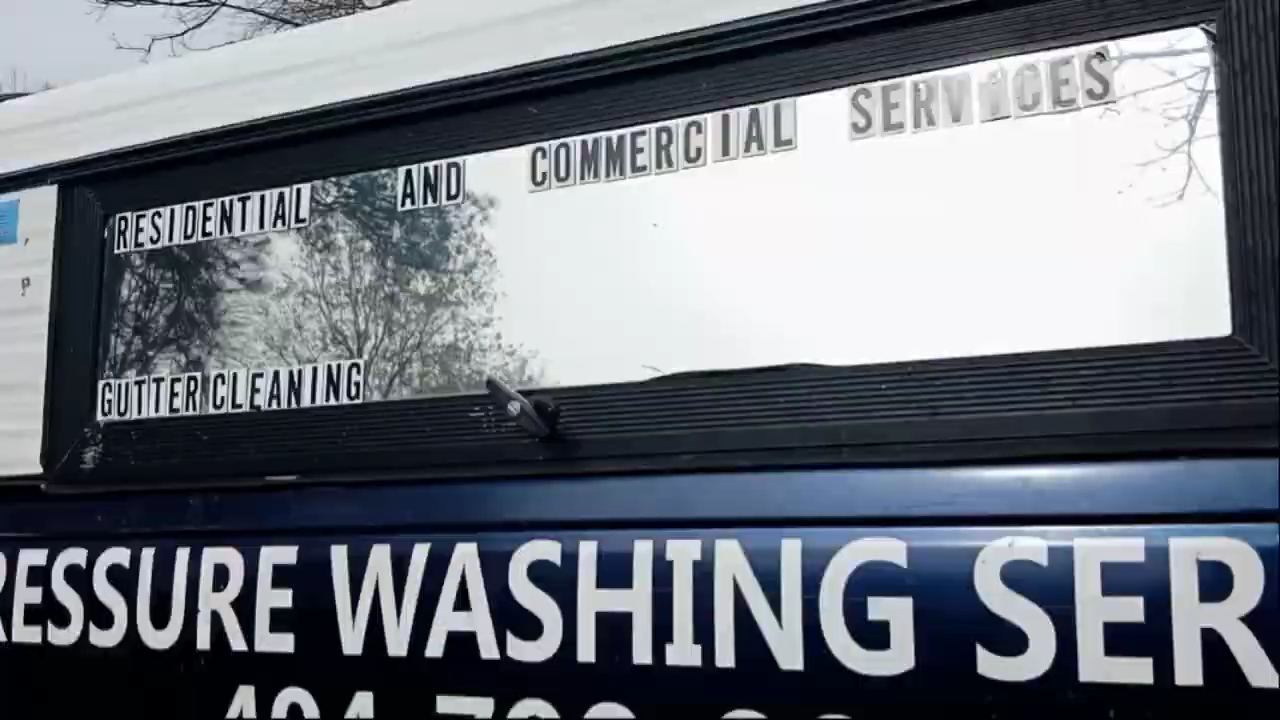 RESIDENTIAL AND COMMERCIAL SERVICES
GUTTER CLEANING
RESSURE WASHING SER